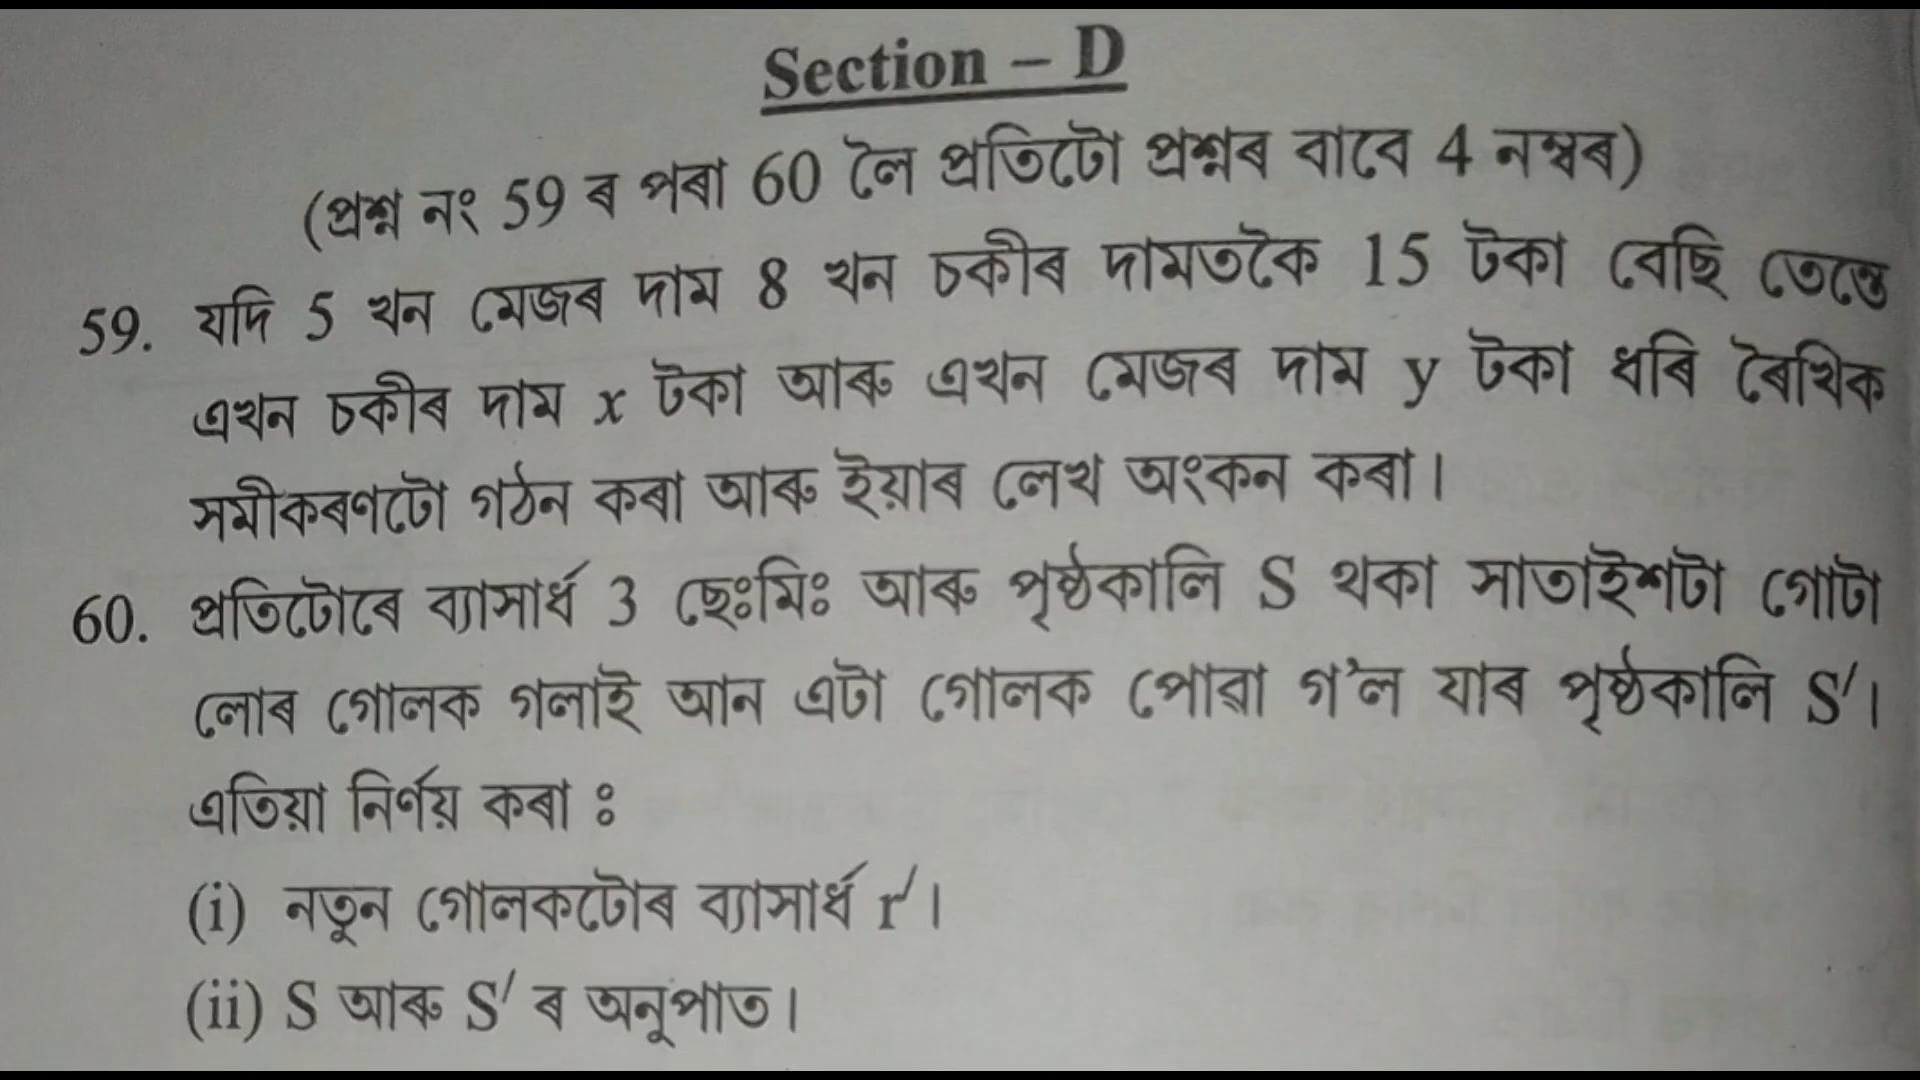 Section – D
(প্ৰশ্ন নং 59 ৰ পৰা 60 লৈ প্ৰতিটো প্ৰশ্নৰ বাবে 4 নম্বৰ)
59. যদি 5 খন মেজৰ দাম 8 খন চকীৰ দামতকৈ 15 টকা বেছি তেন্তে
এখন চকীৰ দাম x টকা আৰু এখন মেজৰ দাম y টকা ধৰি ৰৈখিক
সমীকৰণটো গঠন কৰা আৰু ইয়াৰ লেখ অংকন কৰা।
60. প্ৰতিটোৰে ব্যাসাৰ্ধ 3 ছেঃমিঃ আৰু পৃষ্ঠকালি S থকা সাতাইশটা গোটা
লোৰ গোলক গলাই আন এটা গোলক পোৱা গ'ল যাৰ পৃষ্ঠকালি S′।
এতিয়া নিৰ্ণয় কৰা ঃ
(i) নতুন গোলকটোৰ ব্যাসাৰ্ধ r′।
(ii) S আৰু S′ ৰ অনুপাত।